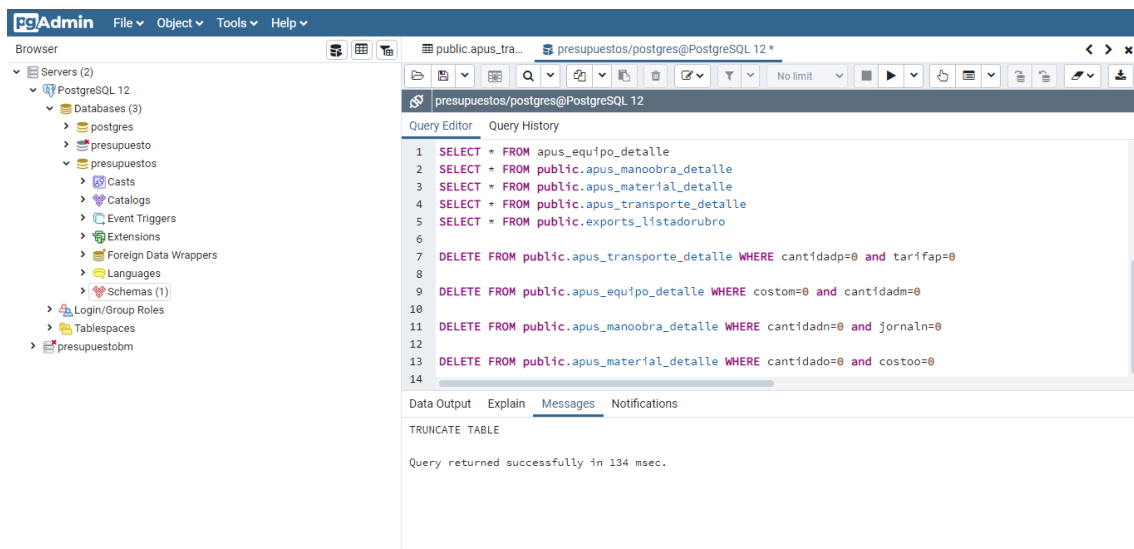 pgAdmin File Object Tools Help
Browser
public.apus_tra... presupuestos/postgres@PostgreSQL 12 *
Servers (2)
PostgreSQL 12
Databases (3)
postgres
presupuesto
presupuestos
Casts
Catalogs
Event Triggers
Extensions
Foreign Data Wrappers
Languages
Schemas (1)
Login/Group Roles
Tablespaces
presupuestobm
No limit
presupuestos/postgres@PostgreSQL 12
Query Editor Query History
1 SELECT * FROM apus_equipo_detalle
2 SELECT * FROM public.apus_manoobra_detalle
3 SELECT * FROM public.apus_material_detalle
4 SELECT * FROM public.apus_transporte_detalle
5 SELECT * FROM public.exports_listadorubro
6
7 DELETE FROM public.apus_transporte_detalle WHERE cantidadp=0 and tarifap=0
8
9 DELETE FROM public.apus_equipo_detalle WHERE costom=0 and cantidadm=0
10
11 DELETE FROM public.apus_manoobra_detalle WHERE cantidadn=0 and jornaln=0
12
13 DELETE FROM public.apus_material_detalle WHERE cantidado=0 and costoo=0
14
Data Output Explain Messages Notifications
TRUNCATE TABLE
Query returned successfully in 134 msec.